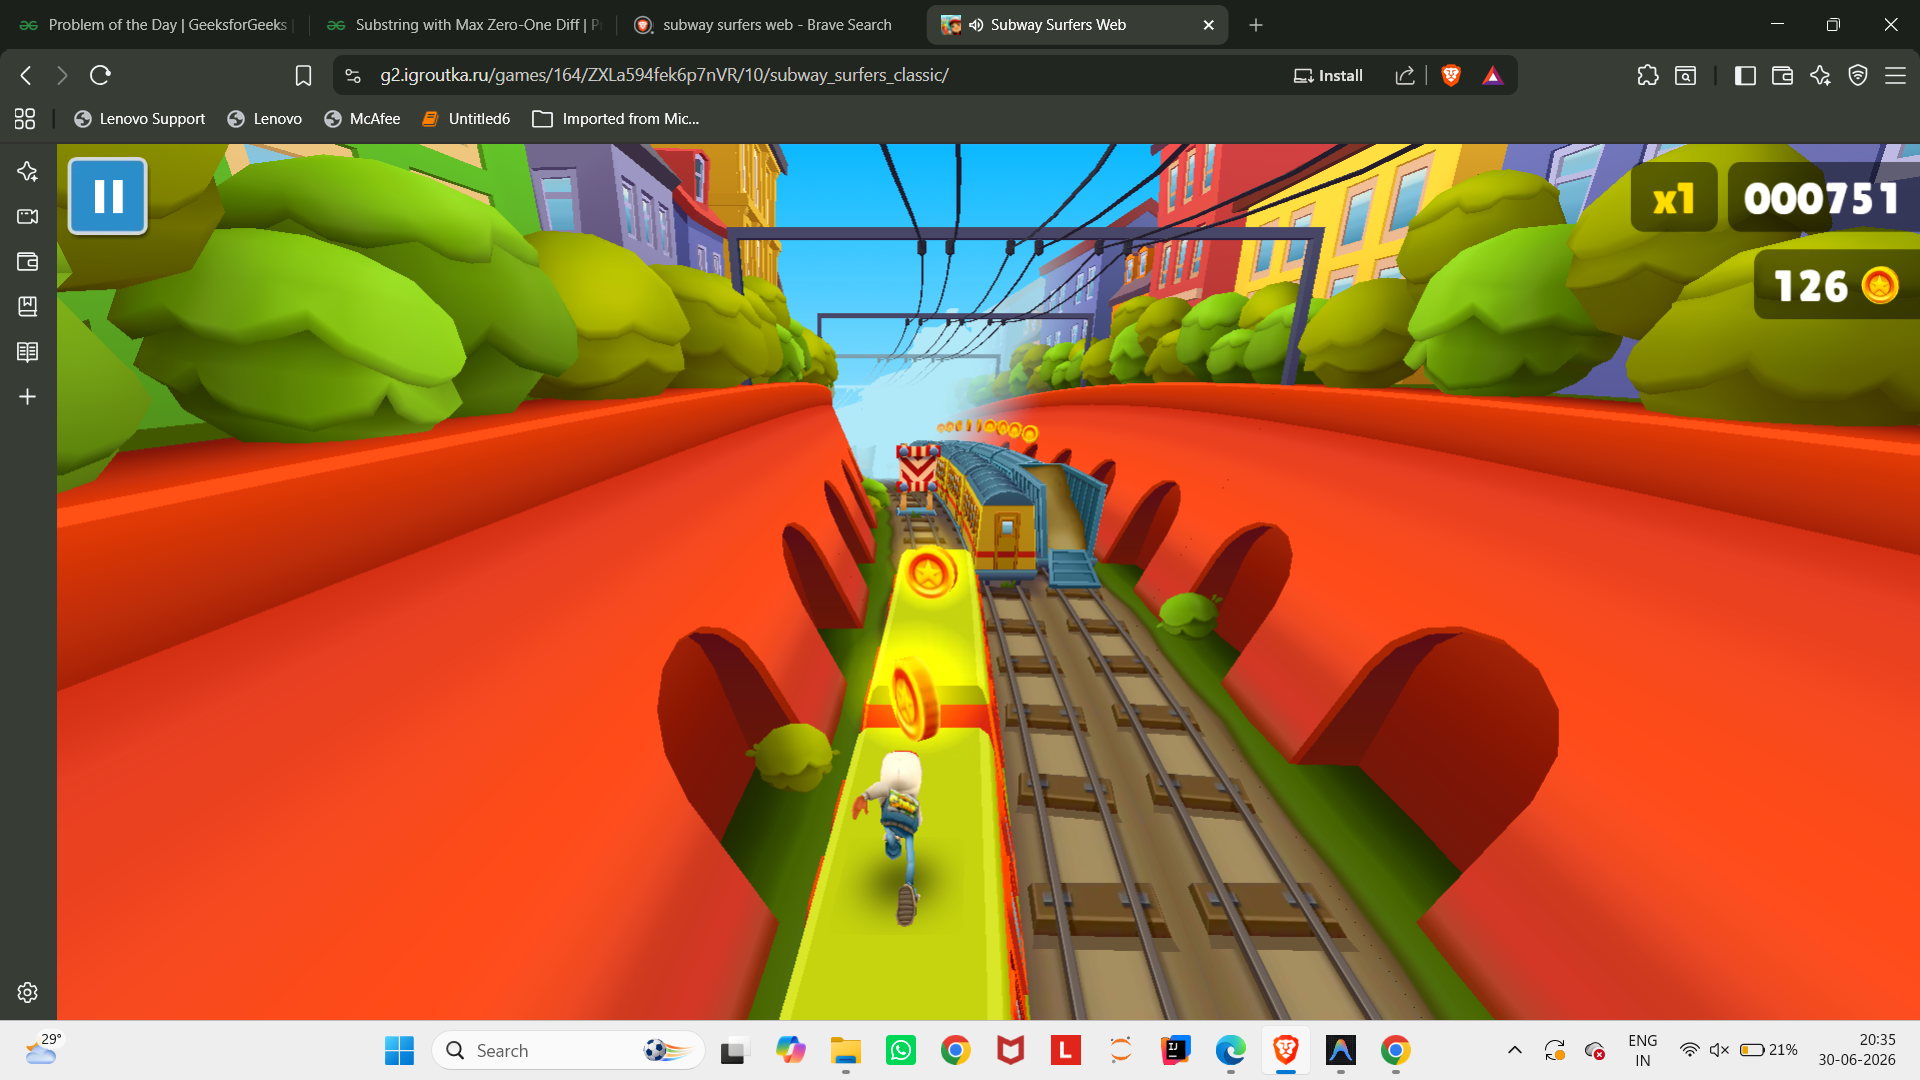 Problem of the Day | GeeksforGeeks
Substring with Max Zero-One Diff | P
subway surfers web - Brave Search
Subway Surfers Web
g2.igroutka.ru/games/164/ZXLa594fek6p7nVR/10/subway_surfers_classic/
Install
Lenovo Support
Lenovo
McAfee
Untitled6
Imported from Mic...
x1
000751
126
29°
Search
L
IJ
ENG
IN
21%
20:35
30-06-2026